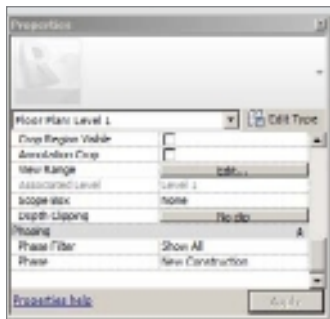 Properties
Floor Plan: Level 1
Edit Type
Crop Region Visible
Annotation Crop
View Range Edit...
Associated Level Level 1
Scope Box None
Depth Clipping No clip
Phasing
Phase Filter Show All
Phase New Construction
Properties help Apply